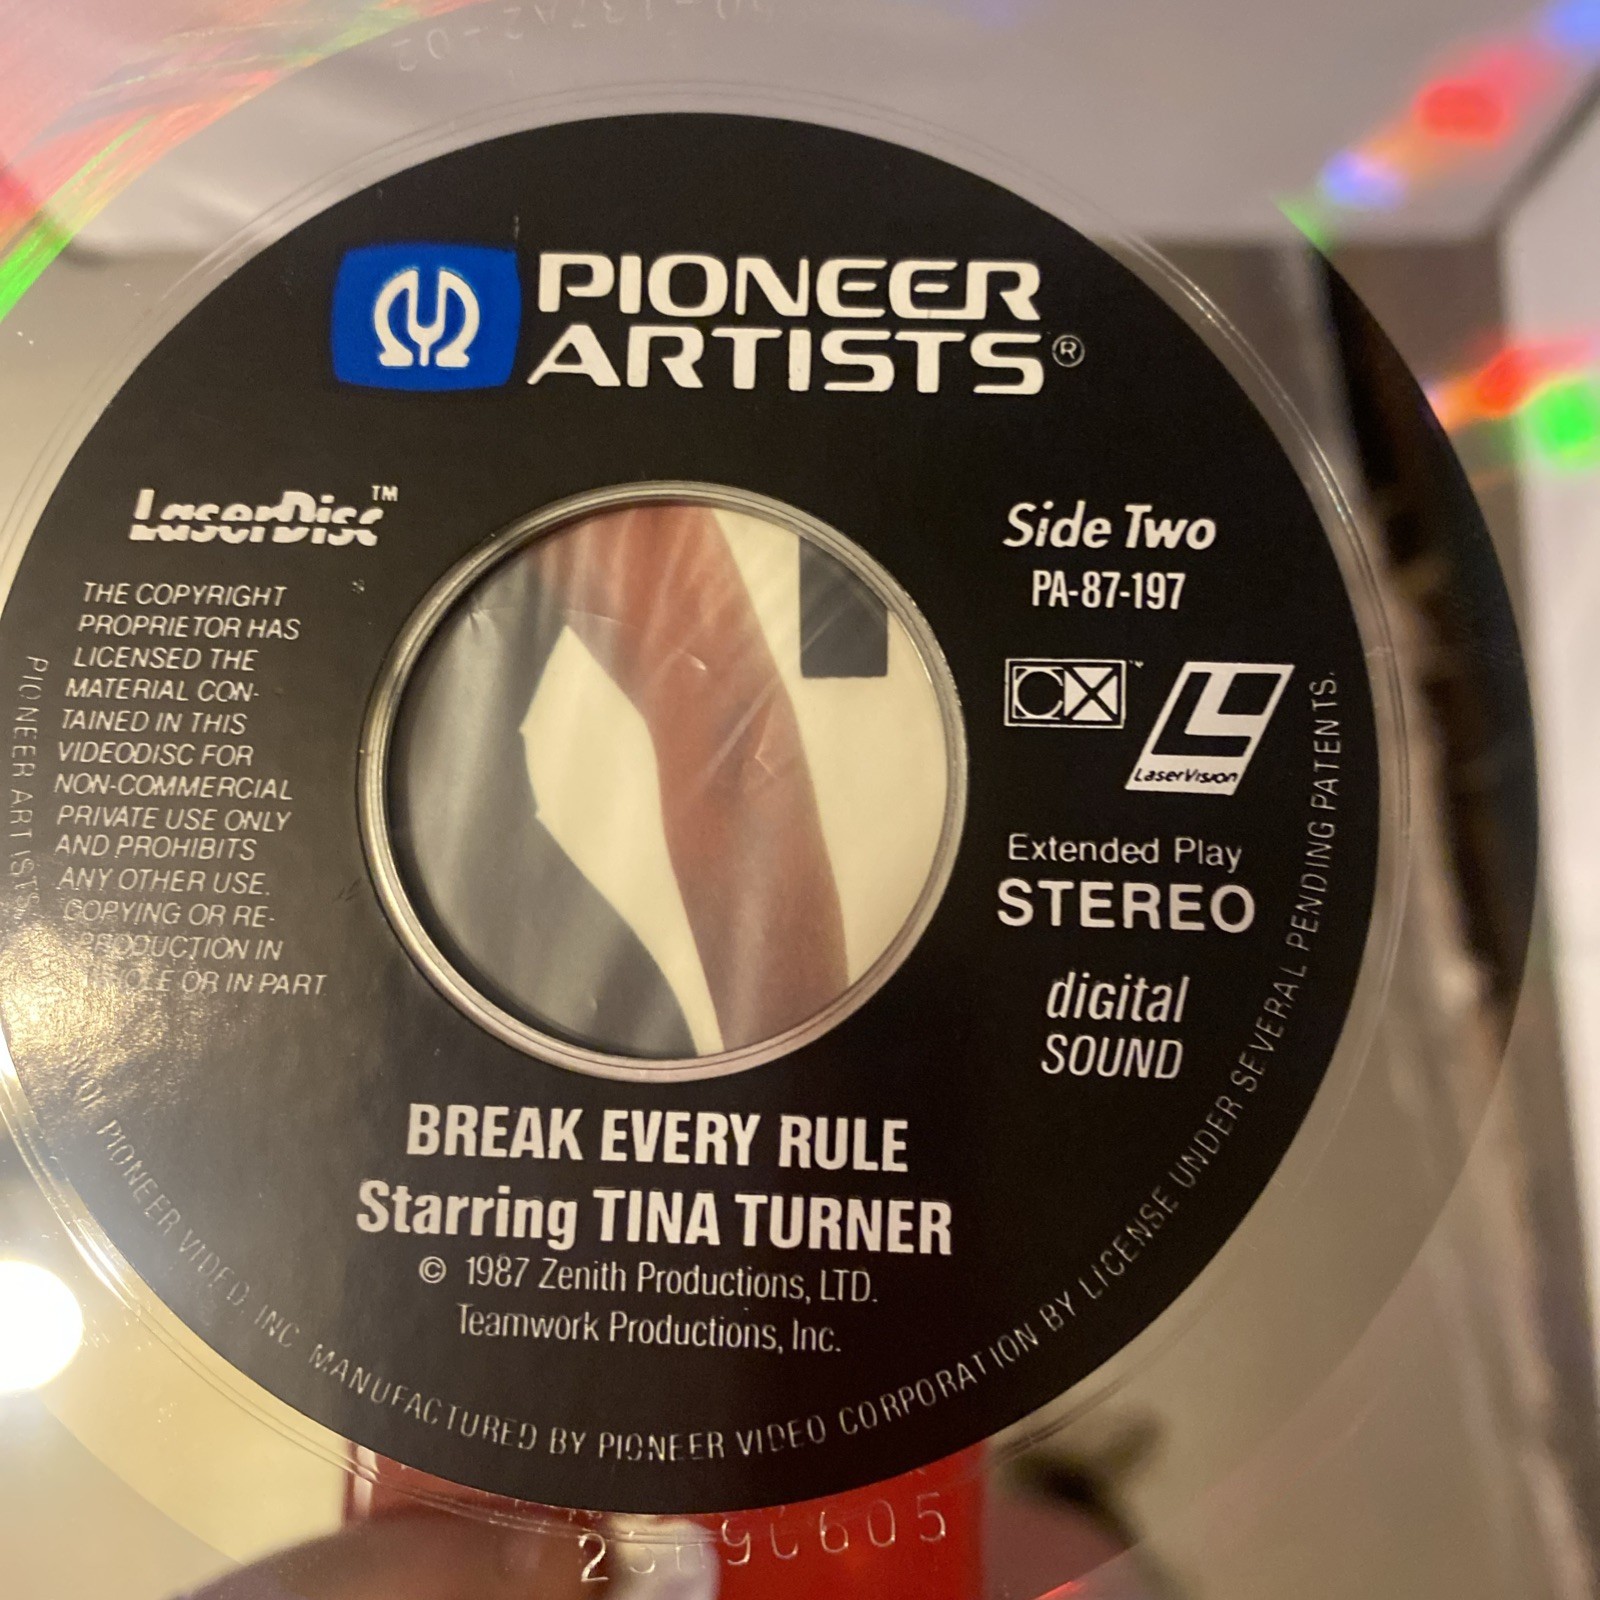 PIONEER
ARTISTS®
LaserDisc™
THE COPYRIGHT
PROPRIETOR HAS
LICENSED THE
MATERIAL CON-
TAINED IN THIS
VIDEODISC FOR
NON-COMMERCIAL
PRIVATE USE ONLY
AND PROHIBITS
ANY OTHER USE.
COPYING OR RE-
PRODUCTION IN
WHOLE OR IN PART
Side Two
PA-87-197
CX™
LaserVision
Extended Play
STEREO
digital
SOUND
BREAK EVERY RULE
Starring TINA TURNER
© 1987 Zenith Productions, LTD.
Teamwork Productions, Inc.
PIONEER ARTISTS
PIONEER VIDEO, INC. MANUFACTURED BY PIONEER VIDEO CORPORATION BY LICENSE UNDER SEVERAL PENDING PATENTS.